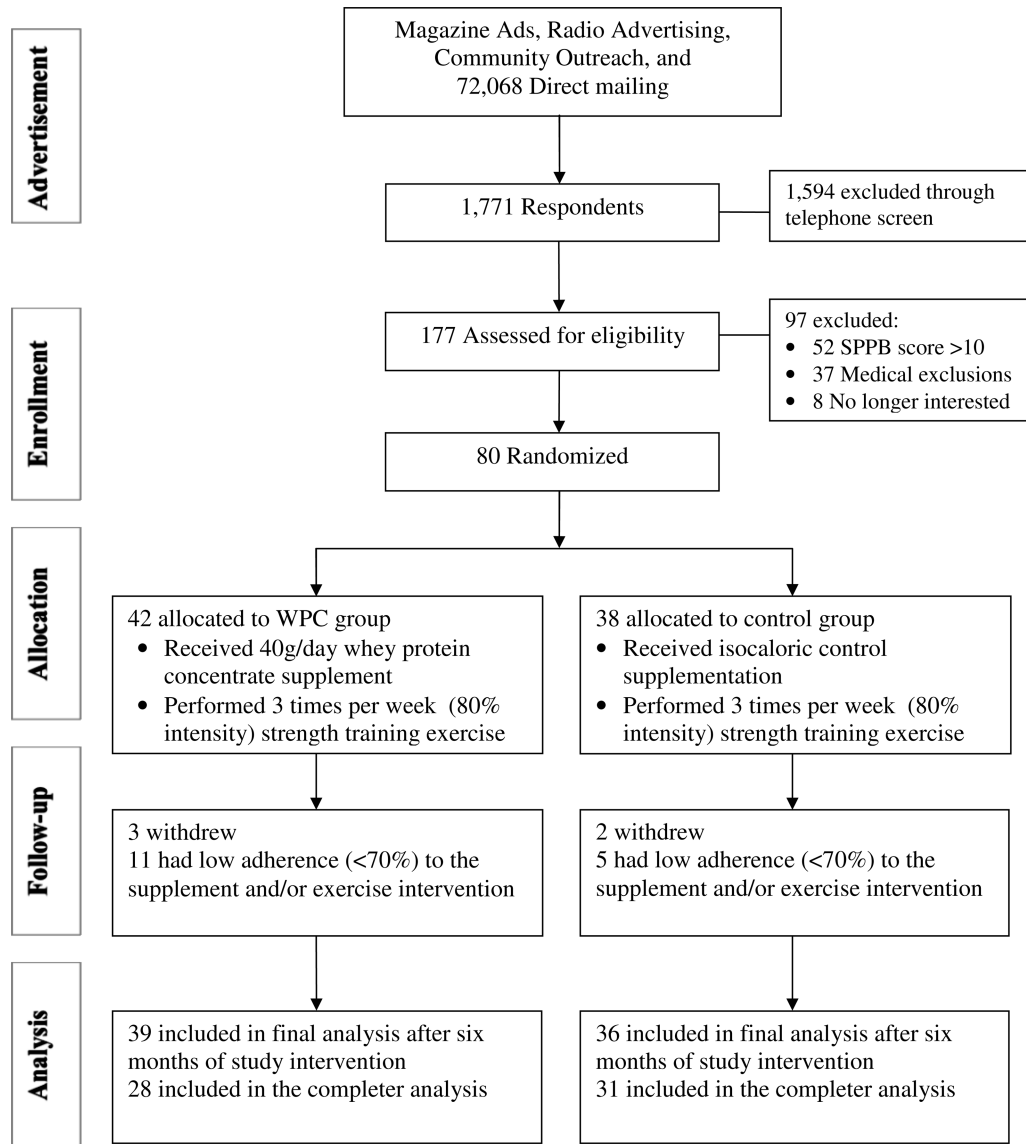 Advertisement
Magazine Ads, Radio Advertising,
Community Outreach, and
72,068 Direct mailing
1,771 Respondents
1,594 excluded through
telephone screen
Enrollment
177 Assessed for eligibility
97 excluded:
• 52 SPPB score >10
• 37 Medical exclusions
• 8 No longer interested
80 Randomized
Allocation
42 allocated to WPC group
• Received 40g/day whey protein
concentrate supplement
• Performed 3 times per week (80%
intensity) strength training exercise
38 allocated to control group
• Received isocaloric control
supplementation
• Performed 3 times per week (80%
intensity) strength training exercise
Follow-up
3 withdrew
11 had low adherence (<70%) to the
supplement and/or exercise intervention
2 withdrew
5 had low adherence (<70%) to the
supplement and/or exercise intervention
Analysis
39 included in final analysis after six
months of study intervention
28 included in the completer analysis
36 included in final analysis after six
months of study intervention
31 included in the completer analysis